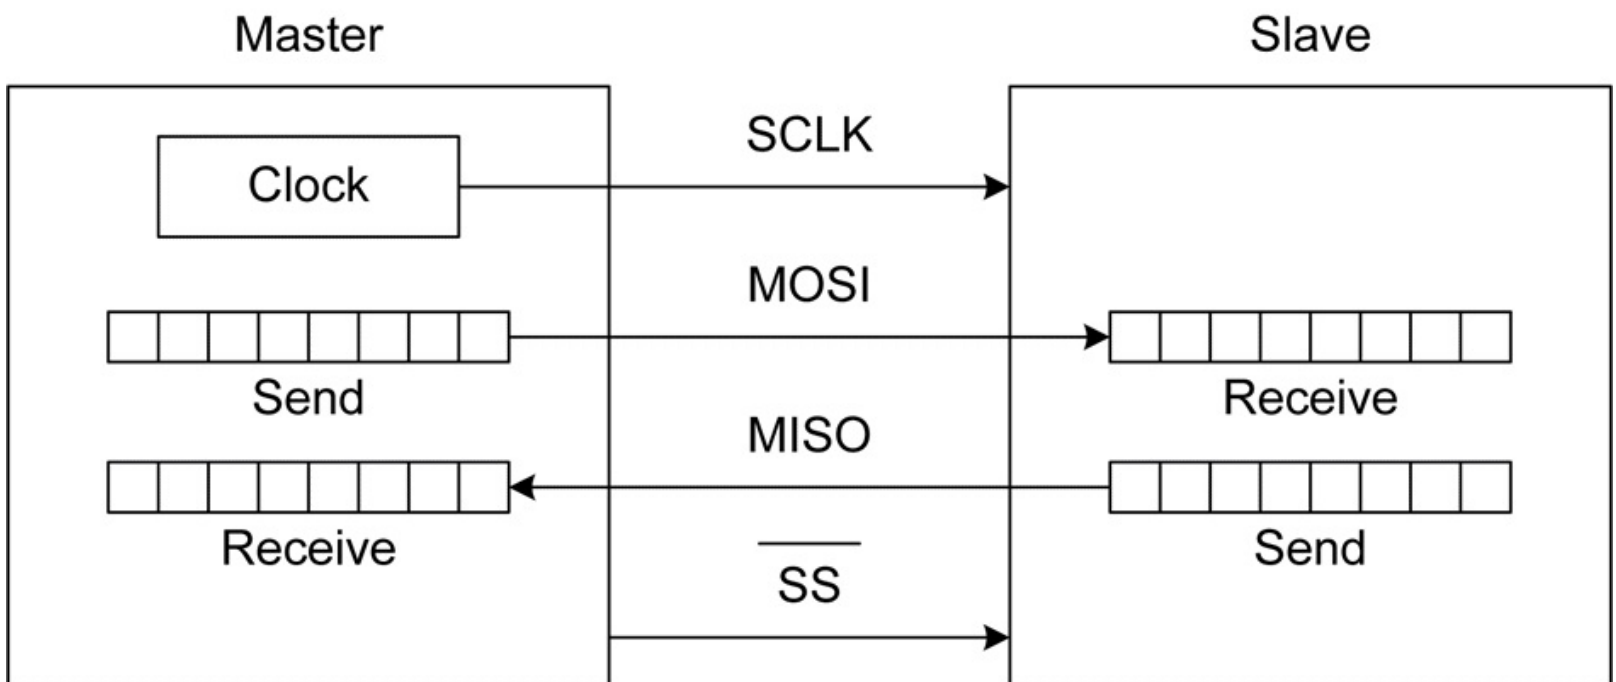 Master
Slave
Clock
SCLK
MOSI
Send
Receive
MISO
Receive
Send
SS